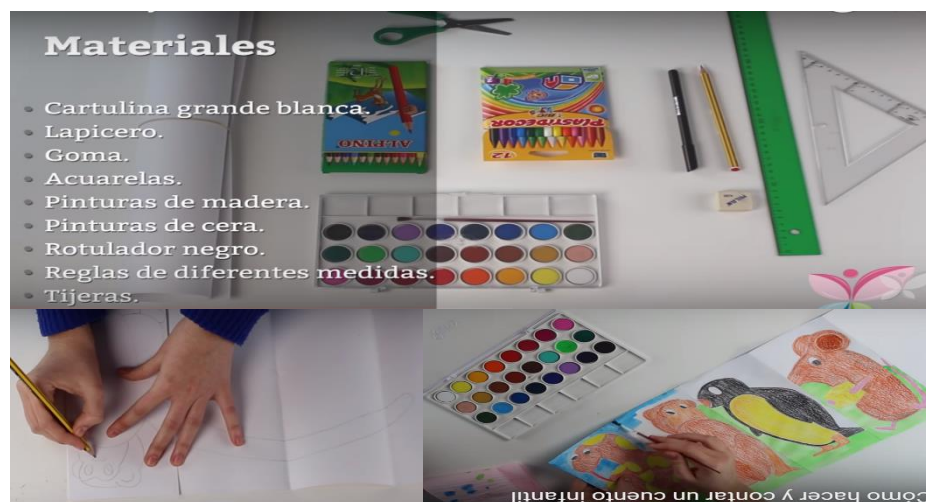 Materiales
Cartulina grande blanca.
Lapicero.
Goma.
Acuarelas.
Pinturas de madera.
Pinturas de cera.
Rotulador negro.
Reglas de diferentes medidas.
Tijeras.
ALPINO
PLASTIDECOR
12
MILAN
Cómo hacer y contar un cuento infantil